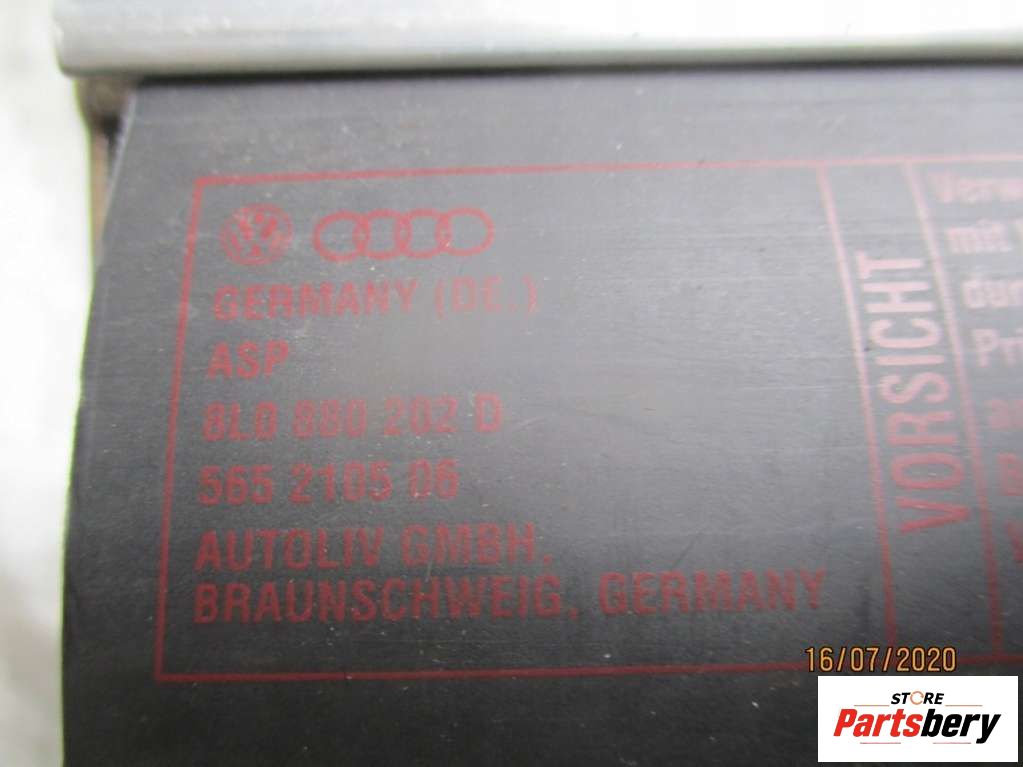 GERMANY (DE.)
ASP
8L0 880 202 D
565 2105 06
AUTOLIV GMBH.
BRAUNSCHWEIG, GERMANY
VORSICHT
mit
16/07/2020
STORE
Partsbery